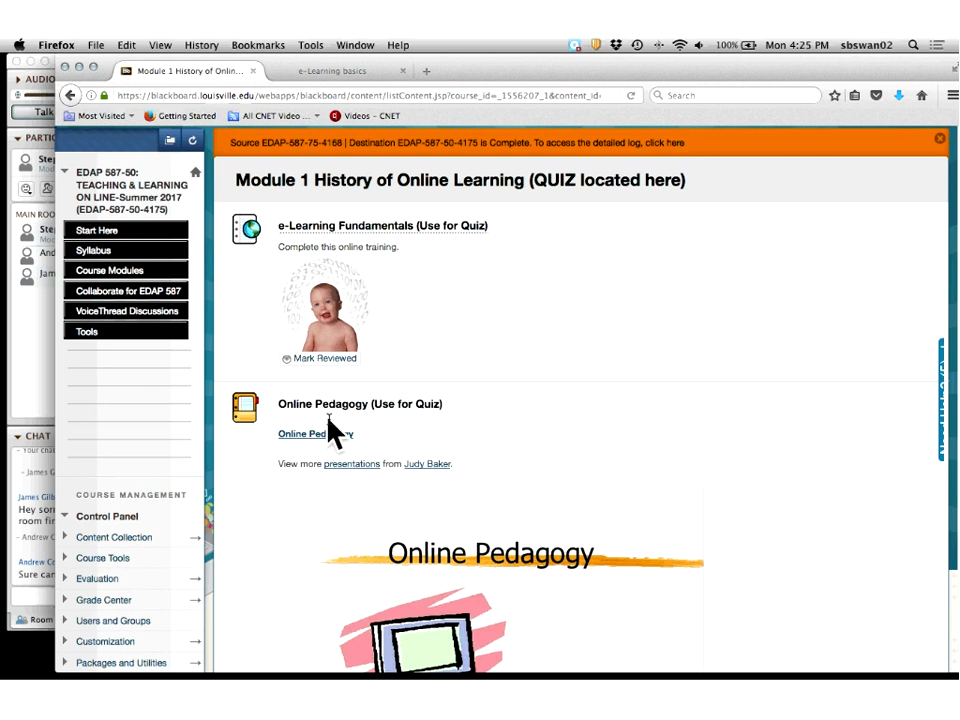 Firefox File Edit View History Bookmarks Tools Window Help 100% Mon 4:25 PM sbswan02
Module 1 History of Onlin... × e-Learning basics × +
https://blackboard.louisville.edu/webapps/blackboard/content/listContent.jsp?course_id=_1556207_1&content_id= Search
Most Visited Getting Started All CNET Video ... Videos – CNET
AUDIO
Talk
PARTIC
MAIN ROO
Source EDAP-587-75-4168 | Destination EDAP-587-50-4175 is Complete. To access the detailed log, click here
EDAP 587-50:
TEACHING & LEARNING
ON LINE-Summer 2017
(EDAP-587-50-4175)
Start Here
Syllabus
Course Modules
Collaborate for EDAP 587
VoiceThread Discussions
Tools
Module 1 History of Online Learning (QUIZ located here)
e-Learning Fundamentals (Use for Quiz)
Complete this online training.
Mark Reviewed
Online Pedagogy (Use for Quiz)
Online Pedagogy
View more presentations from Judy Baker.
Online Pedagogy
CHAT
- Your cha
- James G
James Gilb
Hey sorr
room fir
- Andrew C
Andrew Co
Sure can
Room
COURSE MANAGEMENT
Control Panel
Content Collection
Course Tools
Evaluation
Grade Center
Users and Groups
Customization
Packages and Utilities